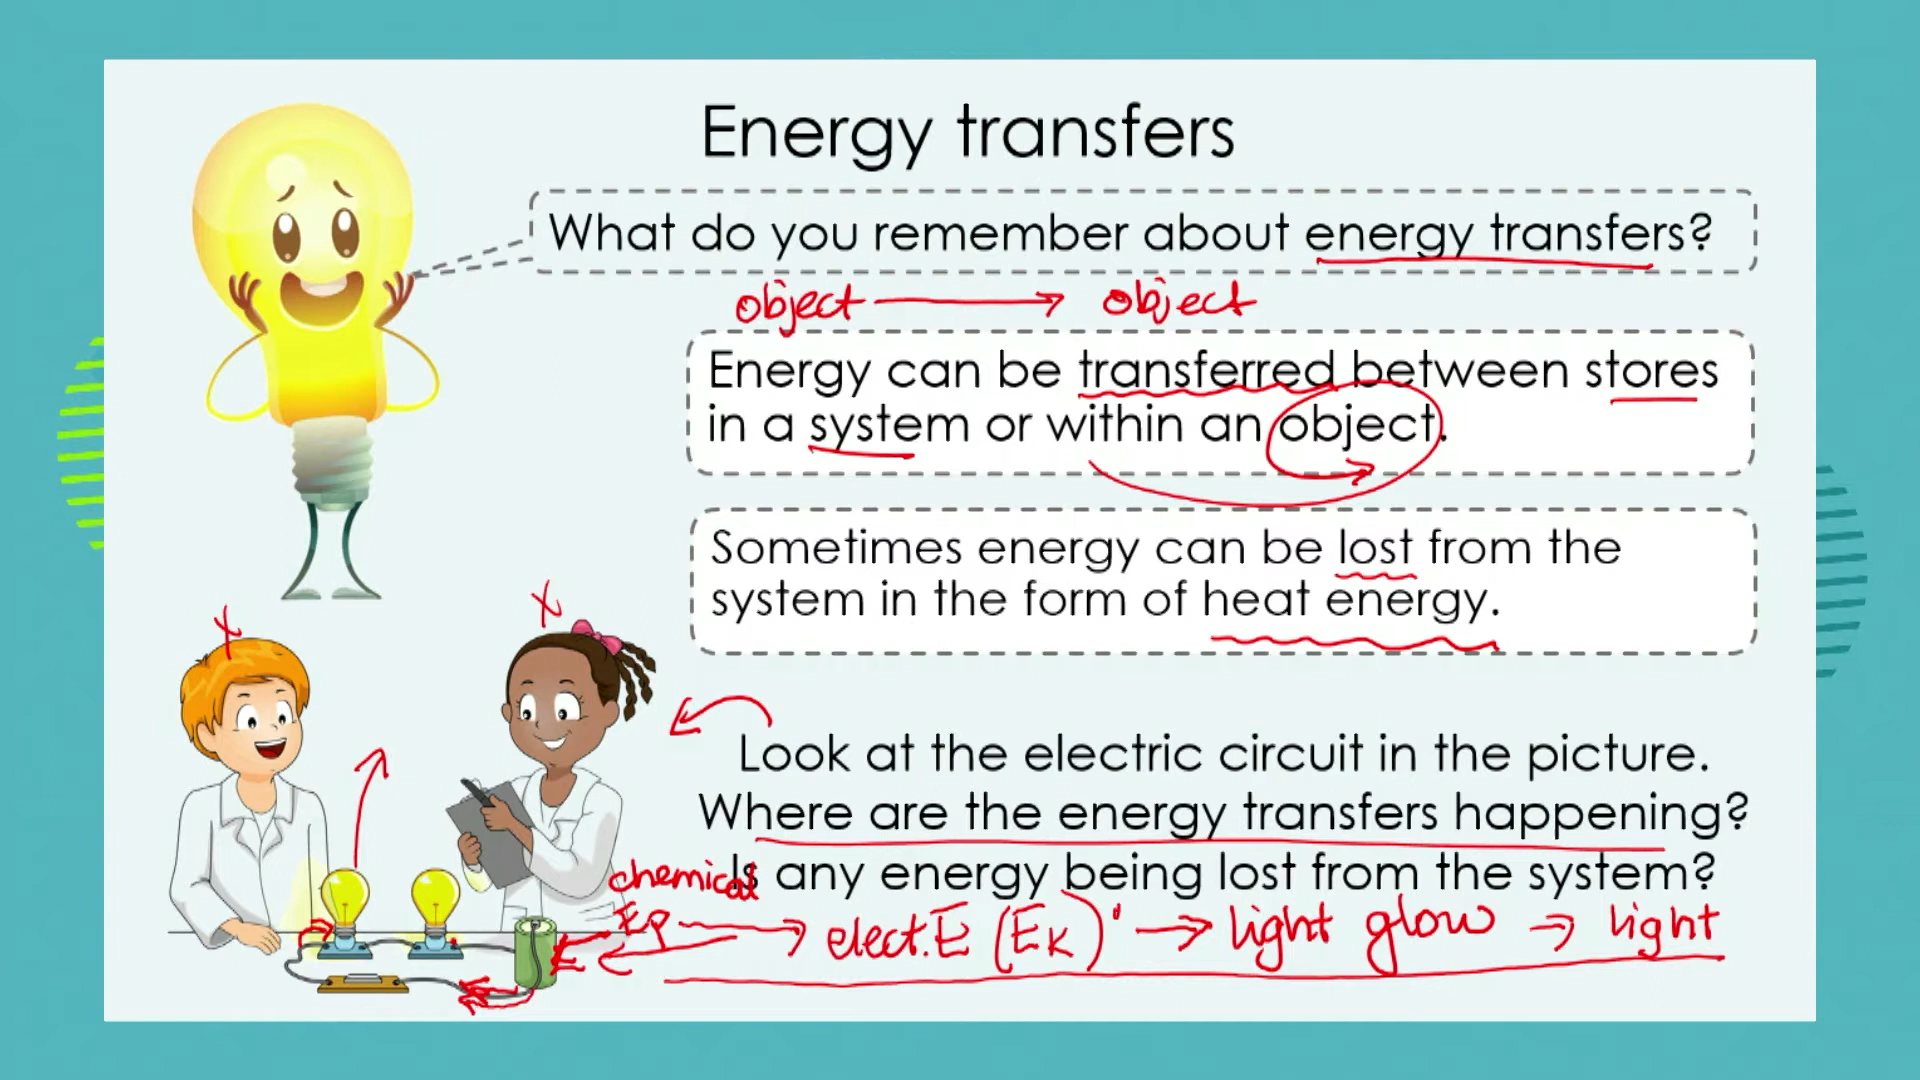 Energy transfers
What do you remember about energy transfers?
object → object
Energy can be transferred between stores
in a system or within an object.
Sometimes energy can be lost from the
system in the form of heat energy.
Look at the electric circuit in the picture.
Where are the energy transfers happening?
Is any energy being lost from the system?
chemical
Ep → elect.E (Ek) → light glow → light